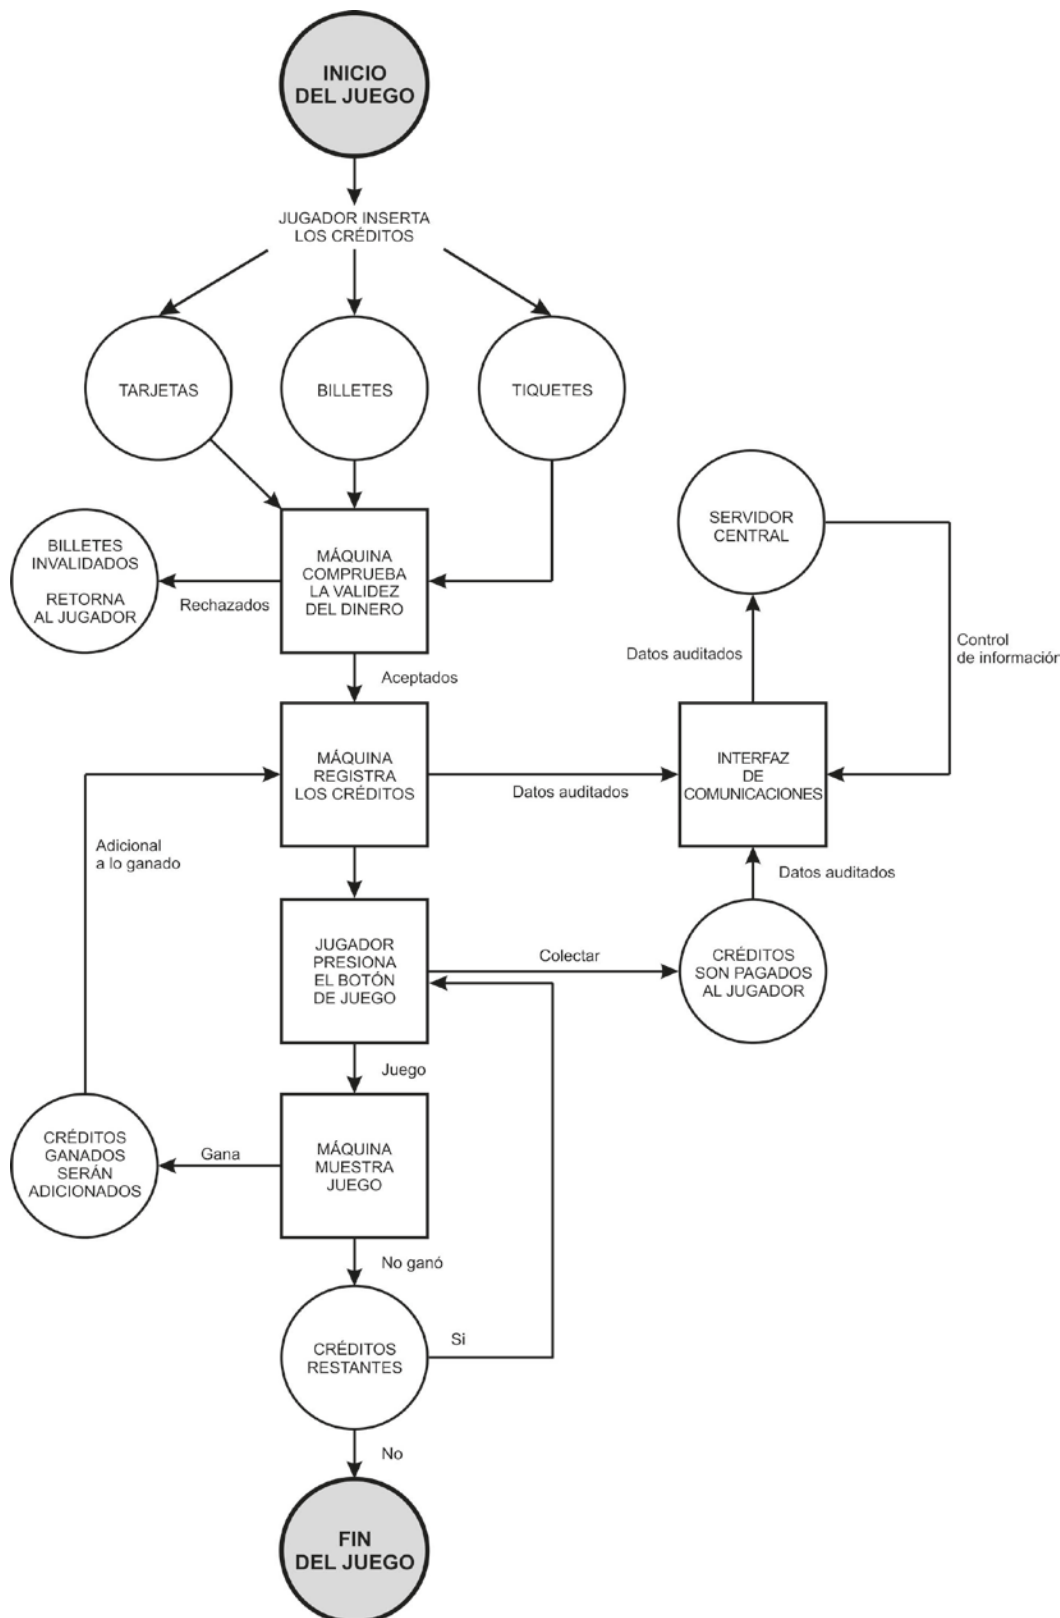 INICIO
DEL JUEGO
JUGADOR INSERTA
LOS CRÉDITOS
TARJETAS
BILLETES
TIQUETES
SERVIDOR
CENTRAL
BILLETES
INVALIDADOS
RETORNA
AL JUGADOR
Rechazados
MÁQUINA
COMPRUEBA
LA VALIDEZ
DEL DINERO
Datos auditados
Control
de información
Aceptados
MÁQUINA
REGISTRA
LOS CRÉDITOS
Datos auditados
INTERFAZ
DE
COMUNICACIONES
Adicional
a lo ganado
Datos auditados
JUGADOR
PRESIONA
EL BOTÓN
DE JUEGO
Colectar
CRÉDITOS
SON PAGADOS
AL JUGADOR
Juego
CRÉDITOS
GANADOS
SERÁN
ADICIONADOS
Gana
MÁQUINA
MUESTRA
JUEGO
No ganó
CRÉDITOS
RESTANTES
Si
No
FIN
DEL JUEGO